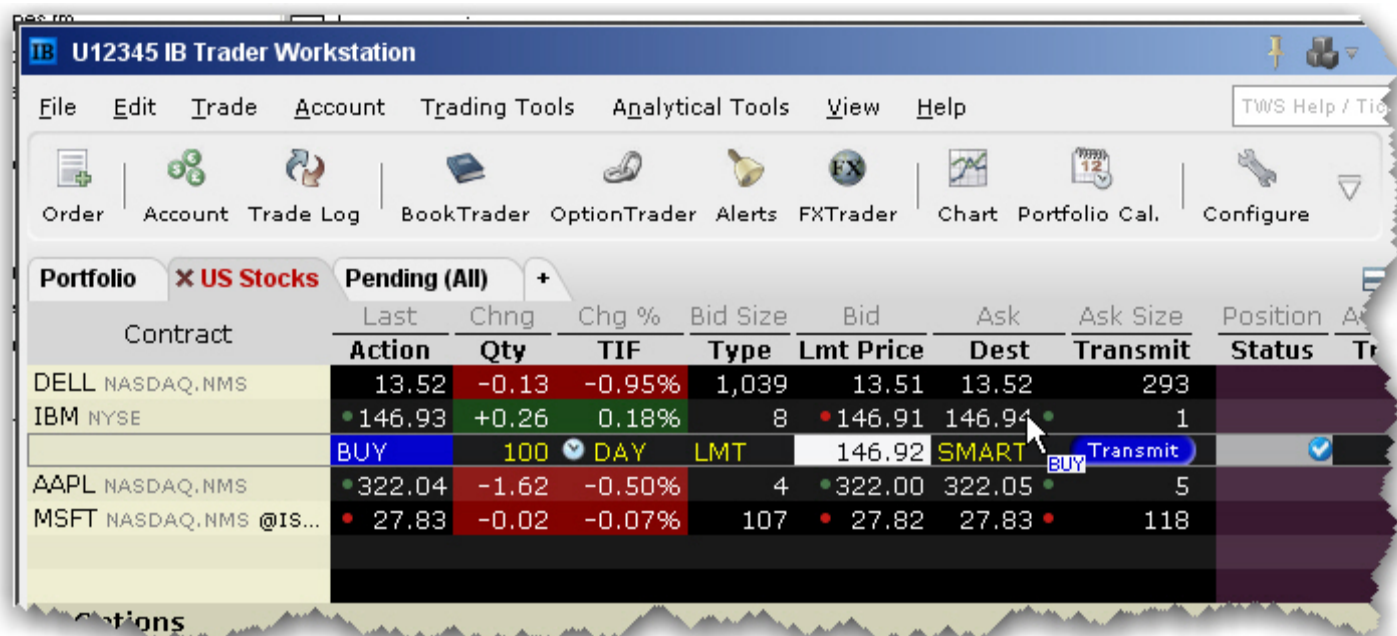 U12345 IB Trader Workstation
File Edit Trade Account Trading Tools Analytical Tools View Help TWS Help / Tic
Order Account Trade Log BookTrader OptionTrader Alerts FXTrader Chart Portfolio Cal. Configure
Portfolio US Stocks Pending (All) +
Contract Last Chng Chg % Bid Size Bid Ask Ask Size Position
Action Qty TIF Type Lmt Price Dest Transmit Status
DELL NASDAQ.NMS 13.52 -0.13 -0.95% 1,039 13.51 13.52 293
IBM NYSE 146.93 +0.26 0.18% 8 146.91 146.94 1
BUY 100 DAY LMT 146.92 SMART BUY Transmit
AAPL NASDAQ.NMS 322.04 -1.62 -0.50% 4 322.00 322.05 5
MSFT NASDAQ.NMS @IS... 27.83 -0.02 -0.07% 107 27.82 27.83 118